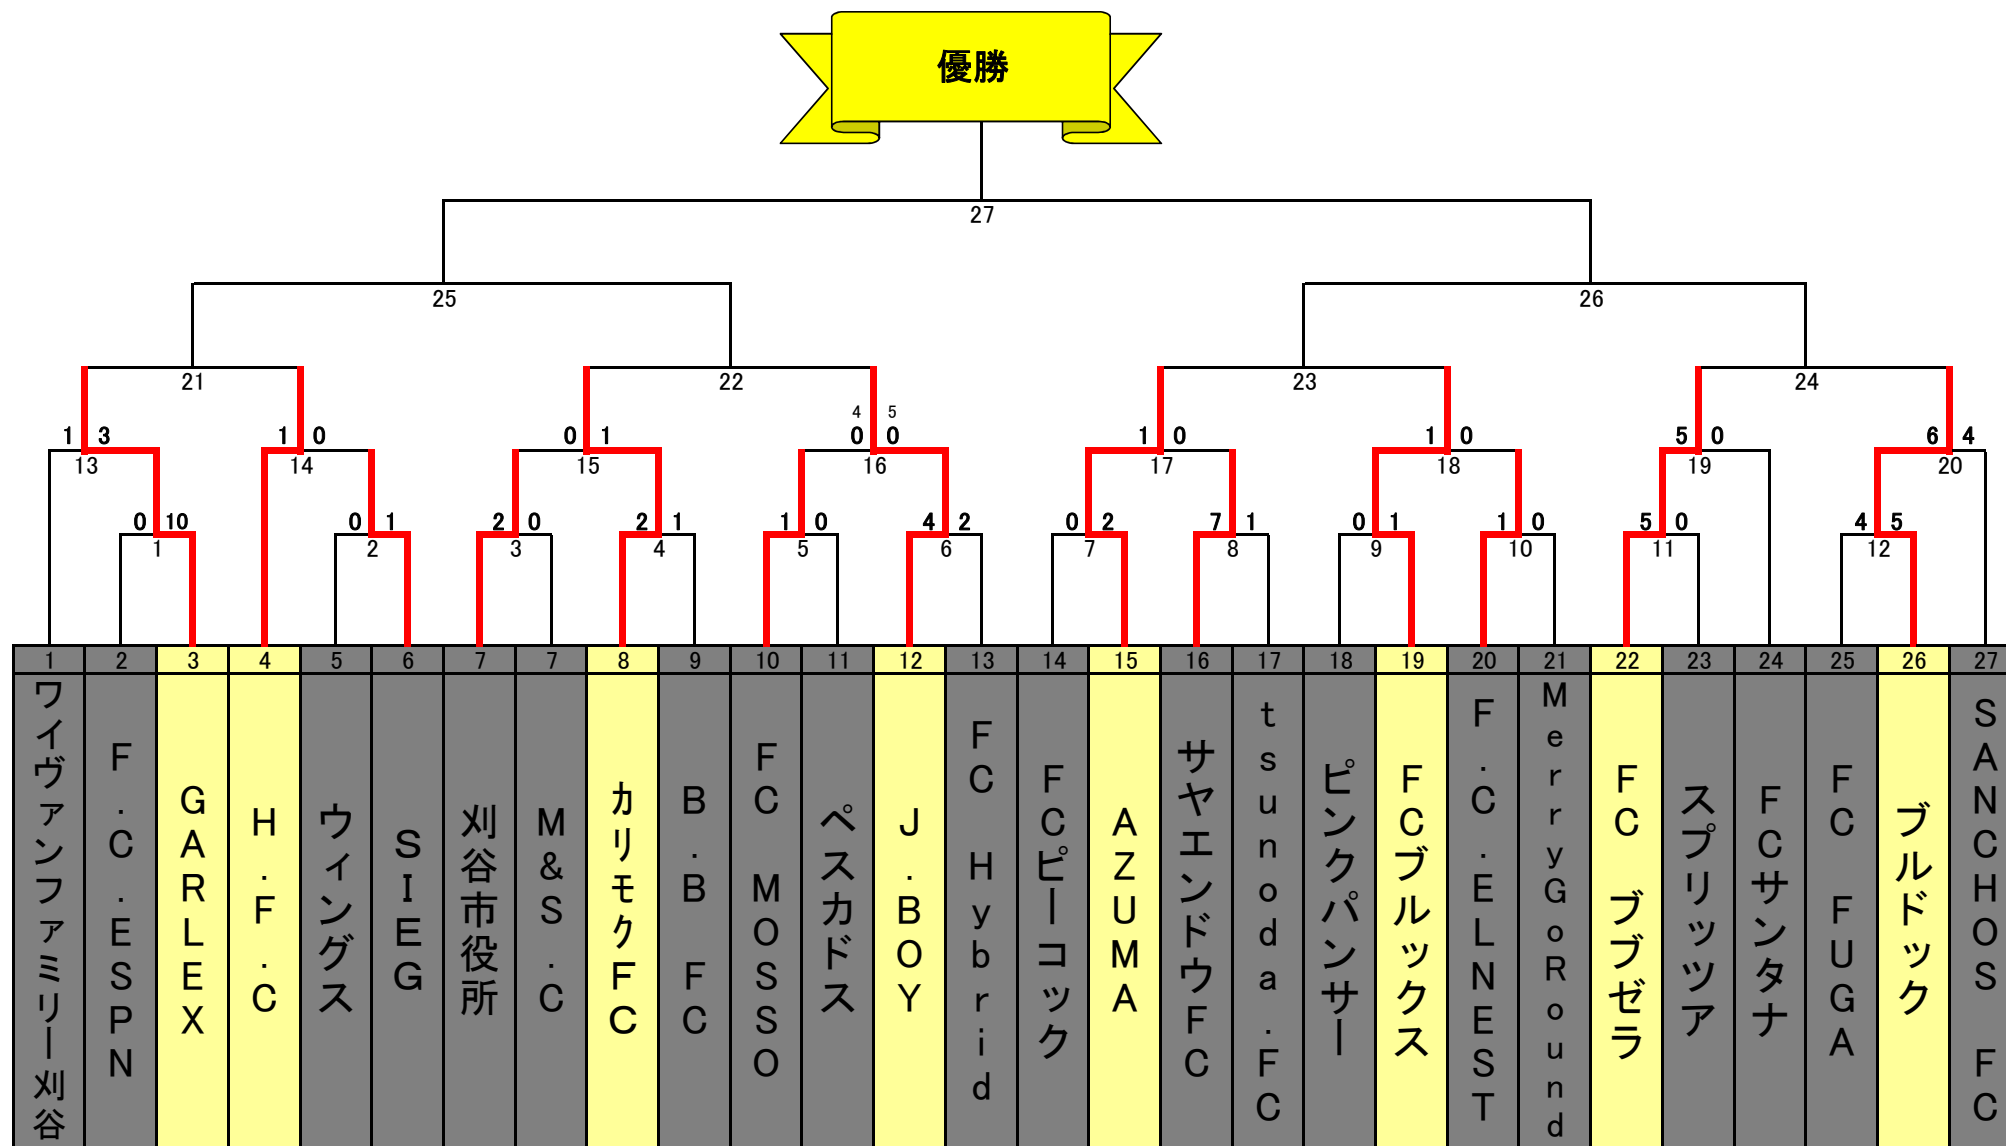 優勝
27
25 26
21 22 23 24
4 5
1 3 1 0 0 1 0 0 1 0 1 0 5 0 6 4
13 14 15 16 17 18 19 20
0 10 0 1 2 0 2 1 1 0 4 2 0 2 7 1 0 1 1 0 5 0 4 5
1 2 3 4 5 6 7 8 9 10 11 12
1 2 3 4 5 6 7 7 8 9 10 11 12 13 14 15 16 17 18 19 20 21 22 23 24 25 26 27
ワイヴァンファミリー刈谷
F.C.ESPN
GARLEX
H.F.C
ウィングス
SIEG
刈谷市役所
M&S.C
カリモクFC
B.B FC
FC MOSSO
ペスカドス
J.BOY
FC Hybrid
FCピーコック
AZUMA
サヤエンドウFC
tsunoda.FC
ピンクパンサー
FCブルックス
F.C.ELNEST
MerryGoRound
FC ブブゼラ
スプリッツア
FCサンタナ
FC FUGA
ブルドック
SANCHOS FC